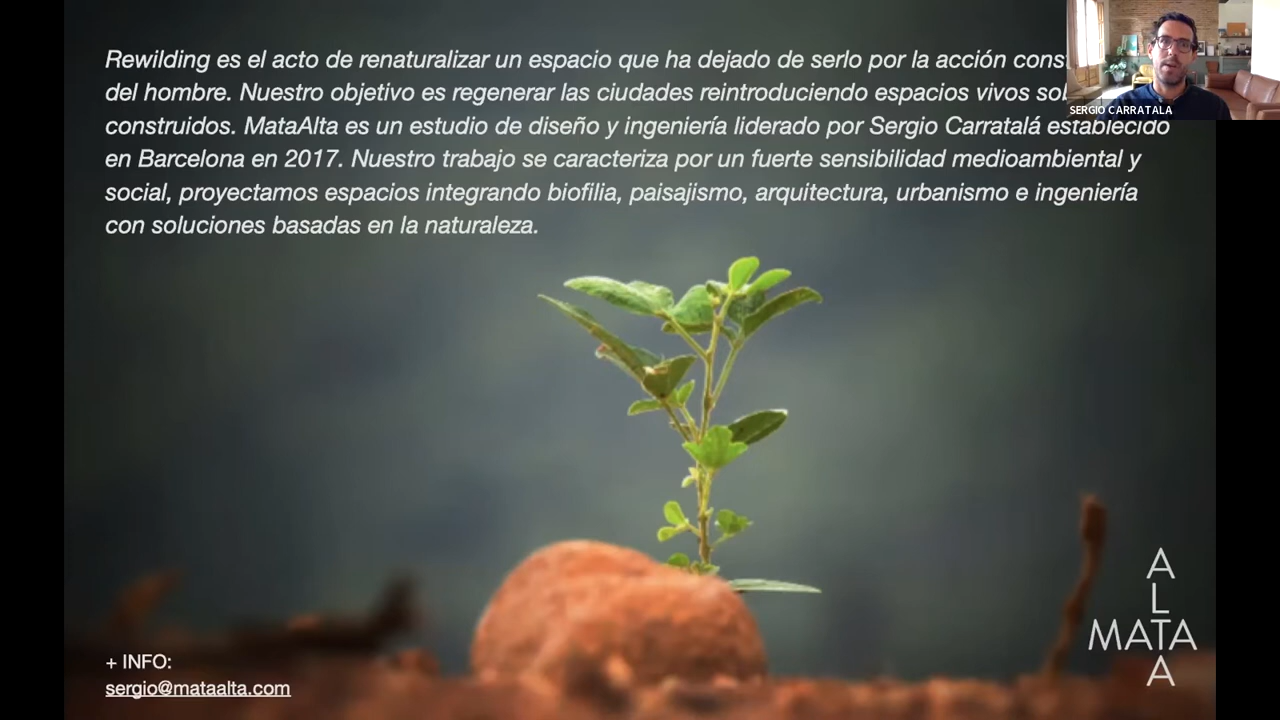 Rewilding es el acto de renaturalizar un espacio que ha dejado de serlo por la acción cons
del hombre. Nuestro objetivo es regenerar las ciudades reintroduciendo espacios vivos so
construidos. MataAlta es un estudio de diseño y ingeniería liderado por Sergio Carratalá establecido
en Barcelona en 2017. Nuestro trabajo se caracteriza por un fuerte sensibilidad medioambiental y
social, proyectamos espacios integrando biofilia, paisajismo, arquitectura, urbanismo e ingeniería
con soluciones basadas en la naturaleza.
SERGIO CARRATALA
+ INFO:
sergio@mataalta.com
ALTA
MATA